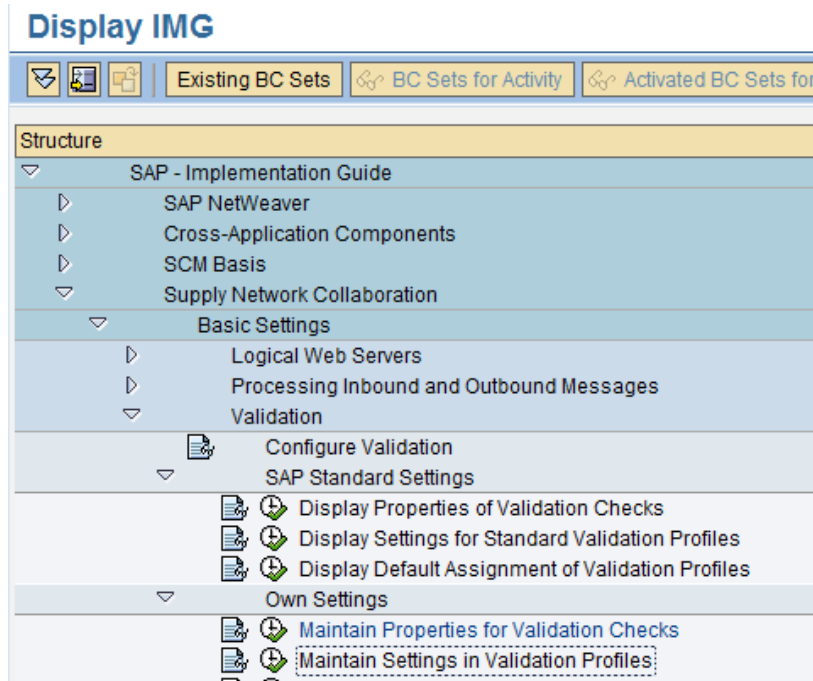 Display IMG
Existing BC Sets BC Sets for Activity Activated BC Sets for
Structure
SAP - Implementation Guide
SAP NetWeaver
Cross-Application Components
SCM Basis
Supply Network Collaboration
Basic Settings
Logical Web Servers
Processing Inbound and Outbound Messages
Validation
Configure Validation
SAP Standard Settings
Display Properties of Validation Checks
Display Settings for Standard Validation Profiles
Display Default Assignment of Validation Profiles
Own Settings
Maintain Properties for Validation Checks
Maintain Settings in Validation Profiles